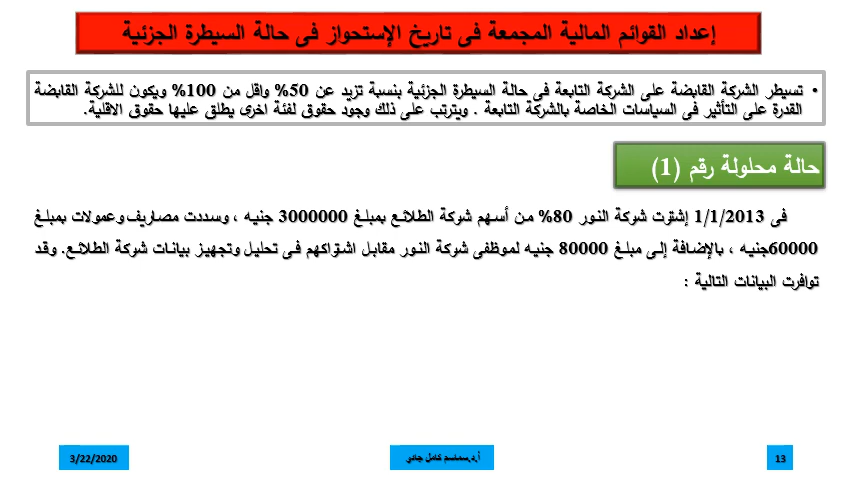 إعداد القوائم المالية المجمعة فى تاريخ الإستحواز فى حالة السيطرة الجزئية
• تسيطر الشركة القابضة على الشركة التابعة فى حالة السيطرة الجزئية بنسبة تزيد عن 50% واقل من 100% ويكون للشركة القابضة
القدرة على التأثير فى السياسات الخاصة بالشركة التابعة . ويترتب على ذلك وجود حقوق لفئة اخرى يطلق عليها حقوق الاقلية.
حالة محلولة رقم (1)
فى 1/1/2013 إشتوت شركة النور 80% من أسهم شركة الطلائع بمبلغ 3000000 جنيه ، وسددت مصاريف وعمولات بمبلغ
60000جنيه ، بالإضافة إلى مبلغ 80000 جنيه لموظفى شركة النور مقابل اشتواكهم فى تحليل وتجهيز بيانات شركة الطلائع. وقد
توافرت البيانات التالية :
3/22/2020
أ.د.سماسم كامل جادو
13